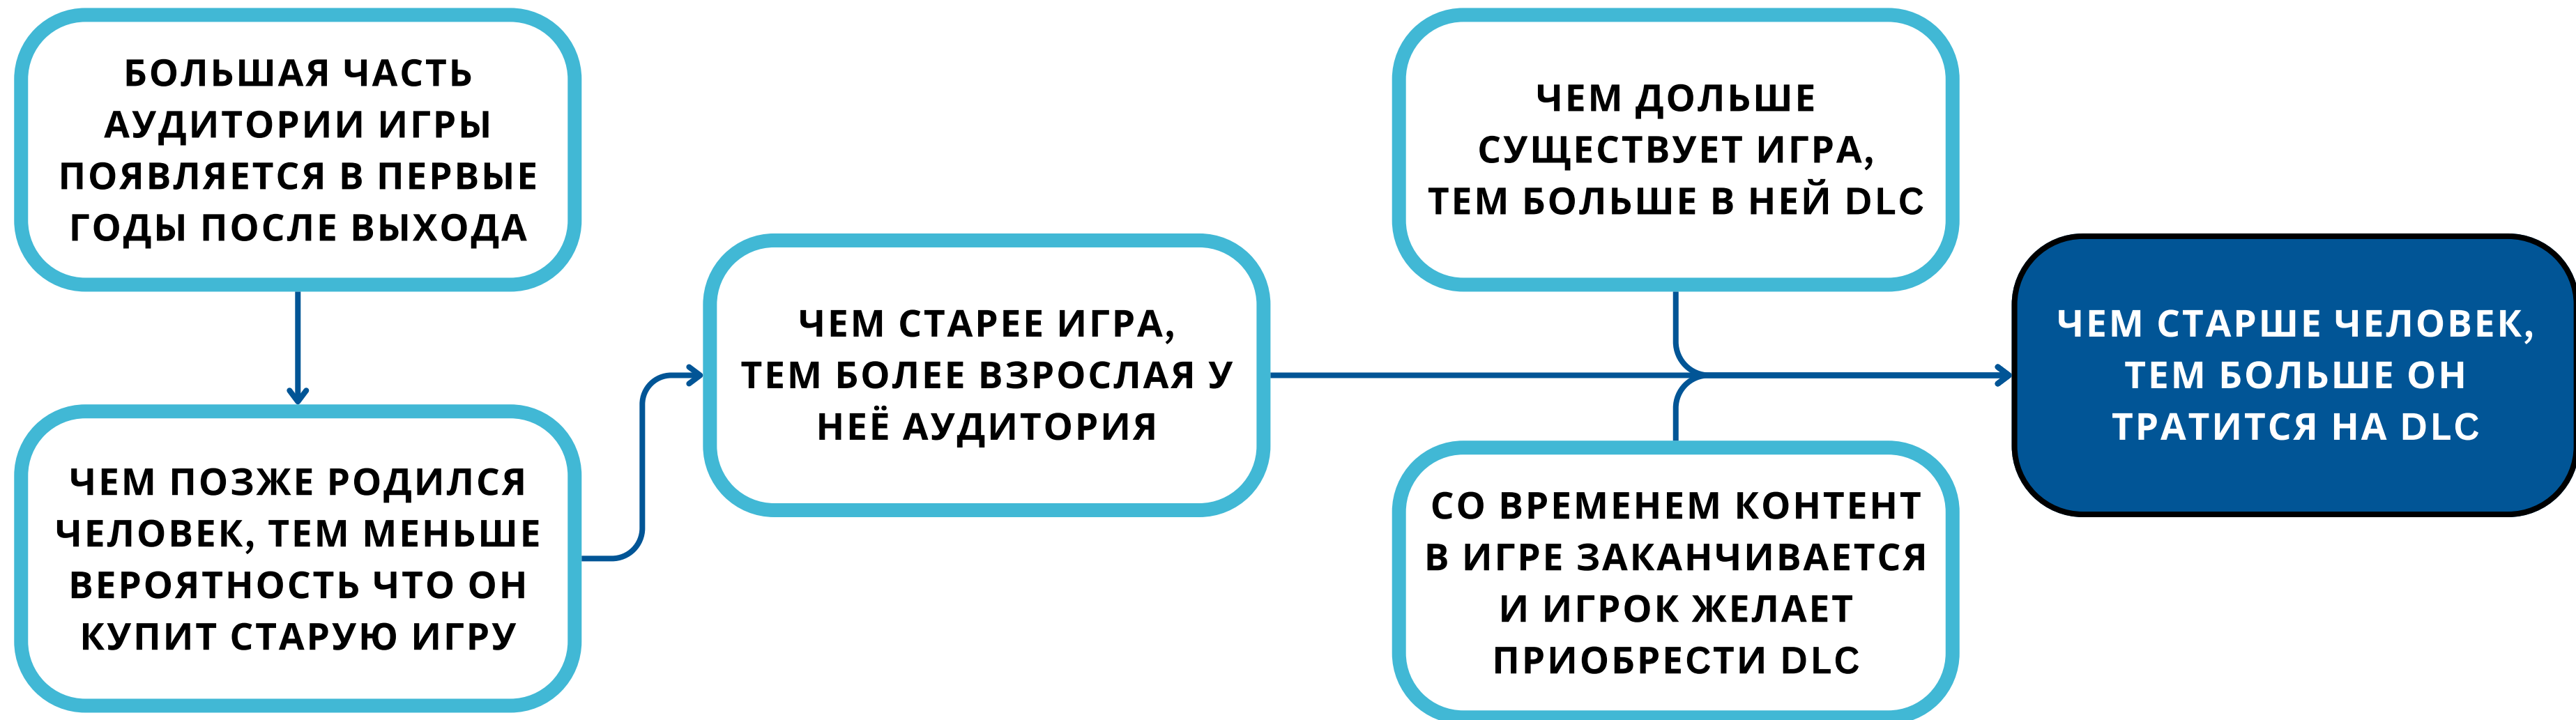 БОЛЬШАЯ ЧАСТЬ
АУДИТОРИИ ИГРЫ
ПОЯВЛЯЕТСЯ В ПЕРВЫЕ
ГОДЫ ПОСЛЕ ВЫХОДА
ЧЕМ ПОЗЖЕ РОДИЛСЯ
ЧЕЛОВЕК, ТЕМ МЕНЬШЕ
ВЕРОЯТНОСТЬ ЧТО ОН
КУПИТ СТАРУЮ ИГРУ
ЧЕМ СТАРЕЕ ИГРА,
ТЕМ БОЛЕЕ ВЗРОСЛАЯ У
НЕЁ АУДИТОРИЯ
ЧЕМ ДОЛЬШЕ
СУЩЕСТВУЕТ ИГРА,
ТЕМ БОЛЬШЕ В НЕЙ DLC
СО ВРЕМЕНЕМ КОНТЕНТ
В ИГРЕ ЗАКАНЧИВАЕТСЯ
И ИГРОК ЖЕЛАЕТ
ПРИОБРЕСТИ DLC
ЧЕМ СТАРШЕ ЧЕЛОВЕК,
ТЕМ БОЛЬШЕ ОН
ТРАТИТСЯ НА DLC